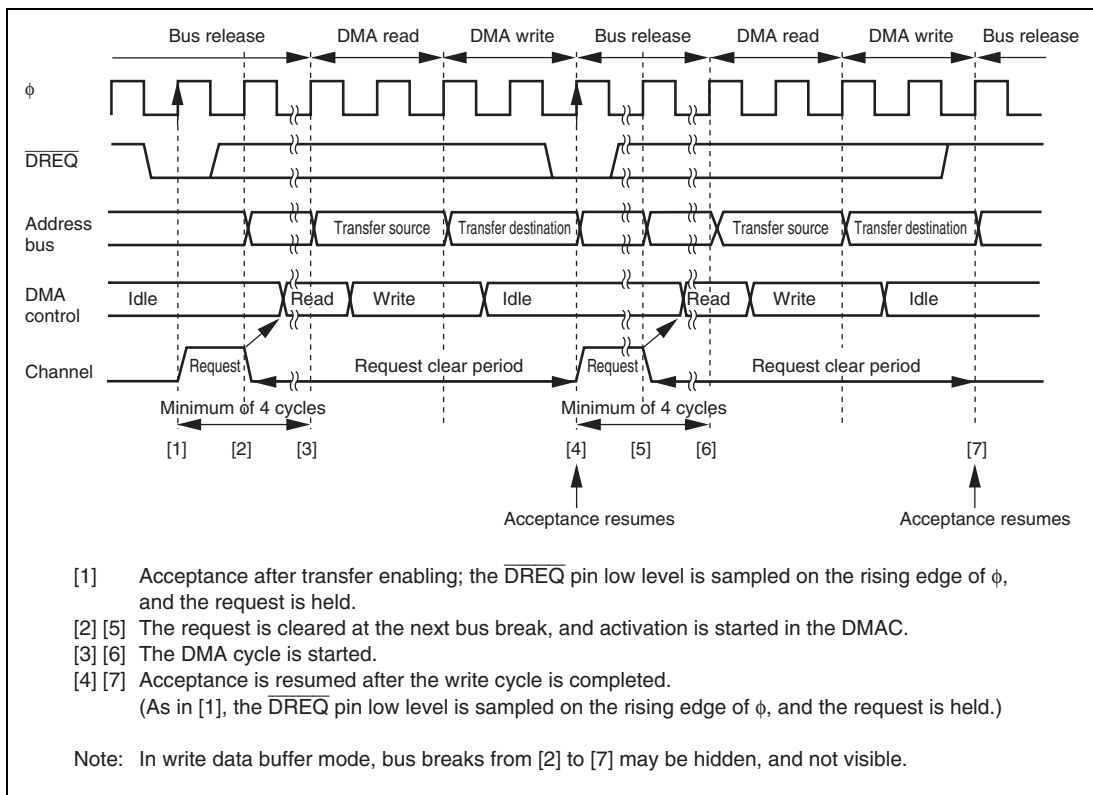 Bus release DMA read DMA write Bus release DMA read DMA write Bus release
ϕ
DREQ
Address bus Transfer source Transfer destination Transfer source Transfer destination
DMA control Idle Read Write Idle Read Write Idle
Channel Request Request clear period Request Request clear period
Minimum of 4 cycles Minimum of 4 cycles
[1] [2] [3] [4] [5] [6] [7]
Acceptance resumes Acceptance resumes
[1] Acceptance after transfer enabling; the DREQ pin low level is sampled on the rising edge of ϕ,
and the request is held.
[2] [5] The request is cleared at the next bus break, and activation is started in the DMAC.
[3] [6] The DMA cycle is started.
[4] [7] Acceptance is resumed after the write cycle is completed.
(As in [1], the DREQ pin low level is sampled on the rising edge of ϕ, and the request is held.)
Note: In write data buffer mode, bus breaks from [2] to [7] may be hidden, and not visible.